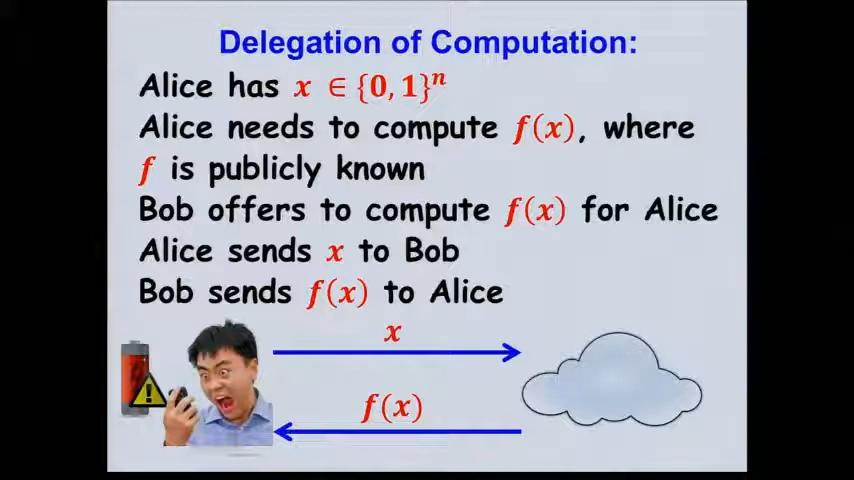 Delegation of Computation:
Alice has x ∈ {0, 1}ⁿ
Alice needs to compute f(x), where
f is publicly known
Bob offers to compute f(x) for Alice
Alice sends x to Bob
Bob sends f(x) to Alice
x
f(x)